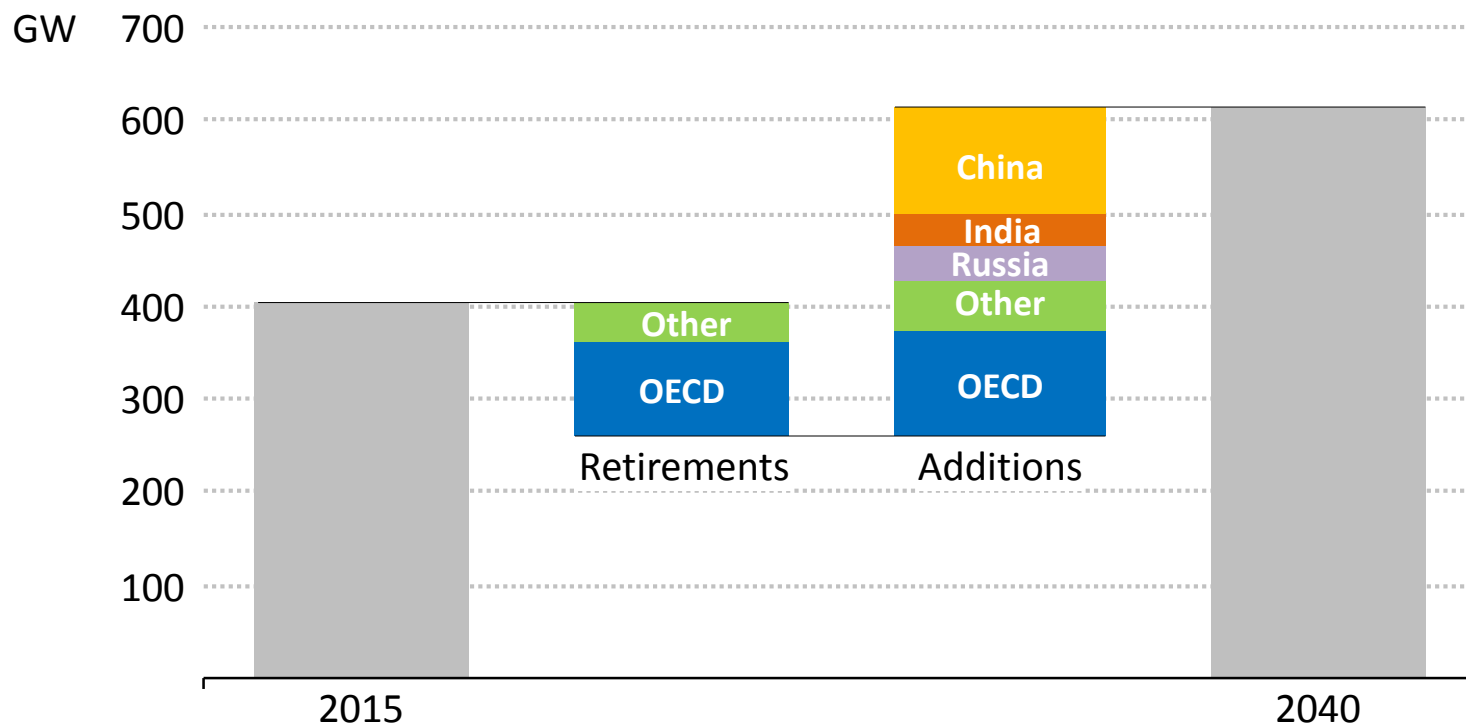 GW 700
600
China
500
India
Russia
400
Other
Other
300
OECD
OECD
Retirements Additions
200
100
2015 2040